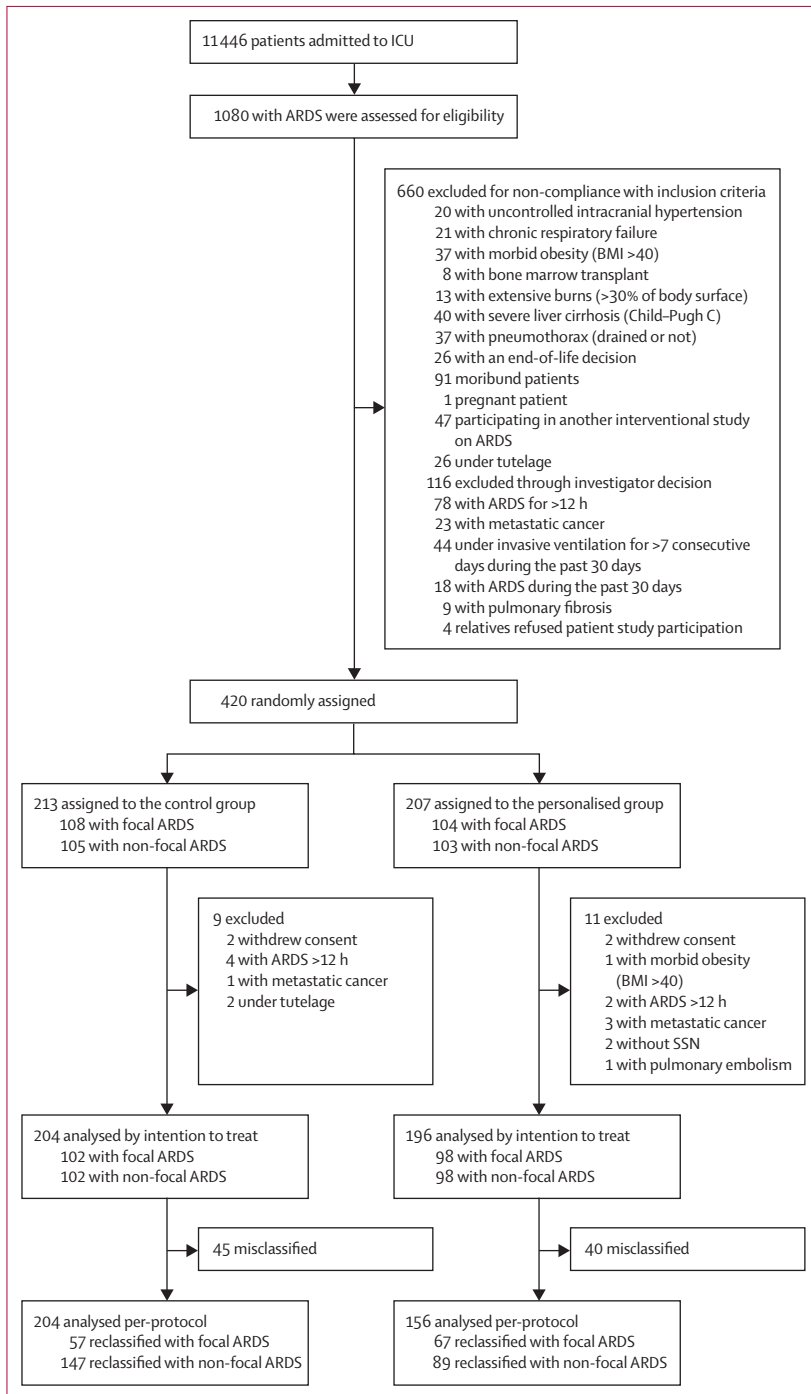 11 446 patients admitted to ICU
1080 with ARDS were assessed for eligibility
660 excluded for non-compliance with inclusion criteria
20 with uncontrolled intracranial hypertension
21 with chronic respiratory failure
37 with morbid obesity (BMI >40)
8 with bone marrow transplant
13 with extensive burns (>30% of body surface)
40 with severe liver cirrhosis (Child–Pugh C)
37 with pneumothorax (drained or not)
26 with an end-of-life decision
91 moribund patients
1 pregnant patient
47 participating in another interventional study
on ARDS
26 under tutelage
116 excluded through investigator decision
78 with ARDS for >12 h
23 with metastatic cancer
44 under invasive ventilation for >7 consecutive
days during the past 30 days
18 with ARDS during the past 30 days
9 with pulmonary fibrosis
4 relatives refused patient study participation
420 randomly assigned
213 assigned to the control group
108 with focal ARDS
105 with non-focal ARDS
207 assigned to the personalised group
104 with focal ARDS
103 with non-focal ARDS
9 excluded
2 withdrew consent
4 with ARDS >12 h
1 with metastatic cancer
2 under tutelage
11 excluded
2 withdrew consent
1 with morbid obesity
(BMI >40)
2 with ARDS >12 h
3 with metastatic cancer
2 without SSN
1 with pulmonary embolism
204 analysed by intention to treat
102 with focal ARDS
102 with non-focal ARDS
196 analysed by intention to treat
98 with focal ARDS
98 with non-focal ARDS
45 misclassified
40 misclassified
204 analysed per-protocol
57 reclassified with focal ARDS
147 reclassified with non-focal ARDS
156 analysed per-protocol
67 reclassified with focal ARDS
89 reclassified with non-focal ARDS